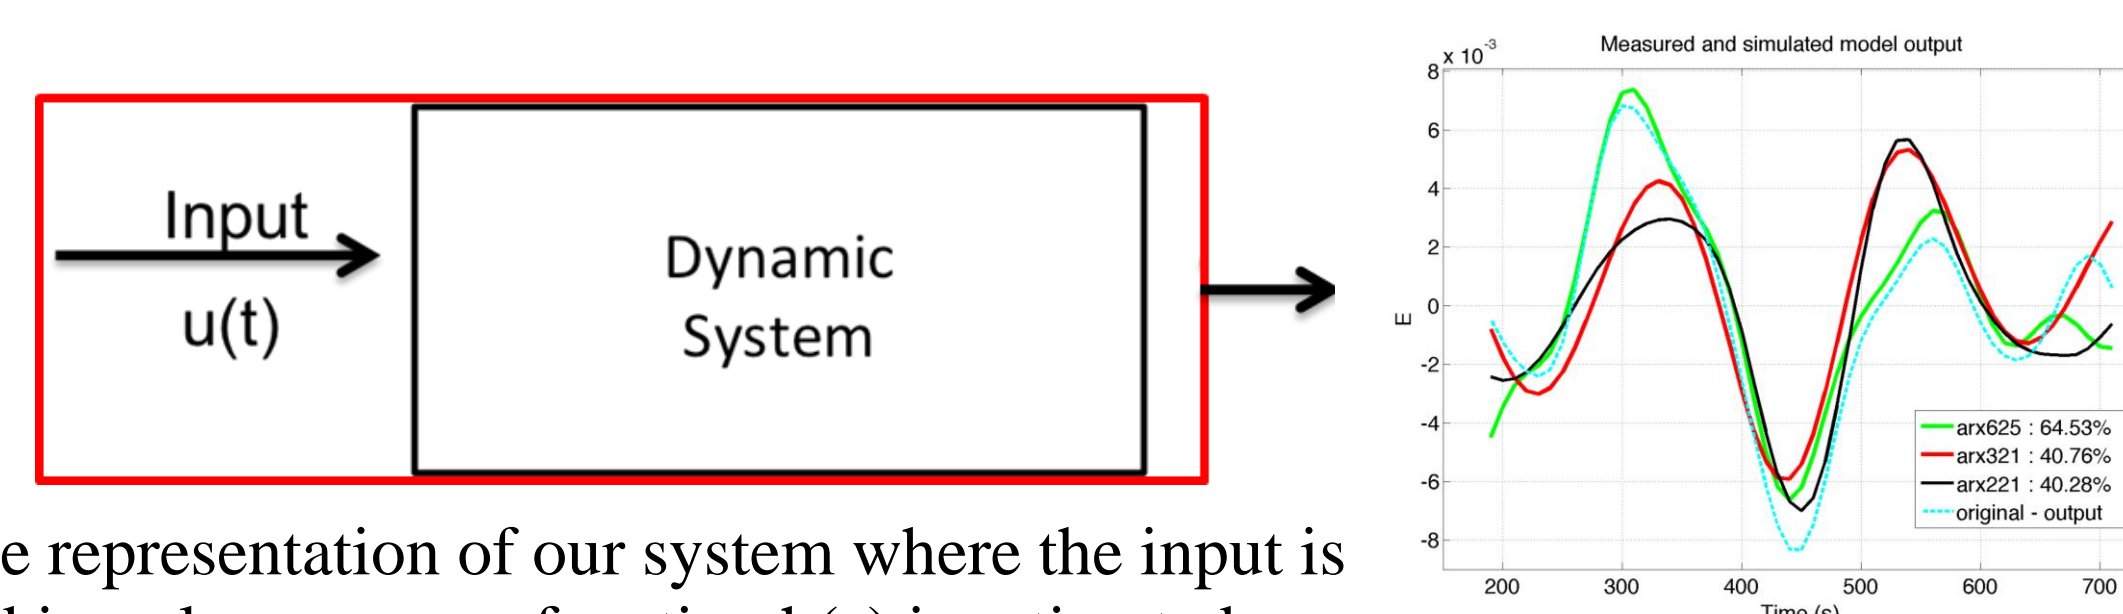 Input
u(t)
Dynamic
System
e representation of our system where the input is
Measured and simulated model output
x 10-3
8
6
4
2
0
-2
-4
-6
-8
E
200 300 400 500 600 700
Time (s)
arx625 : 64.53%
arx321 : 40.76%
arx221 : 40.28%
original - output